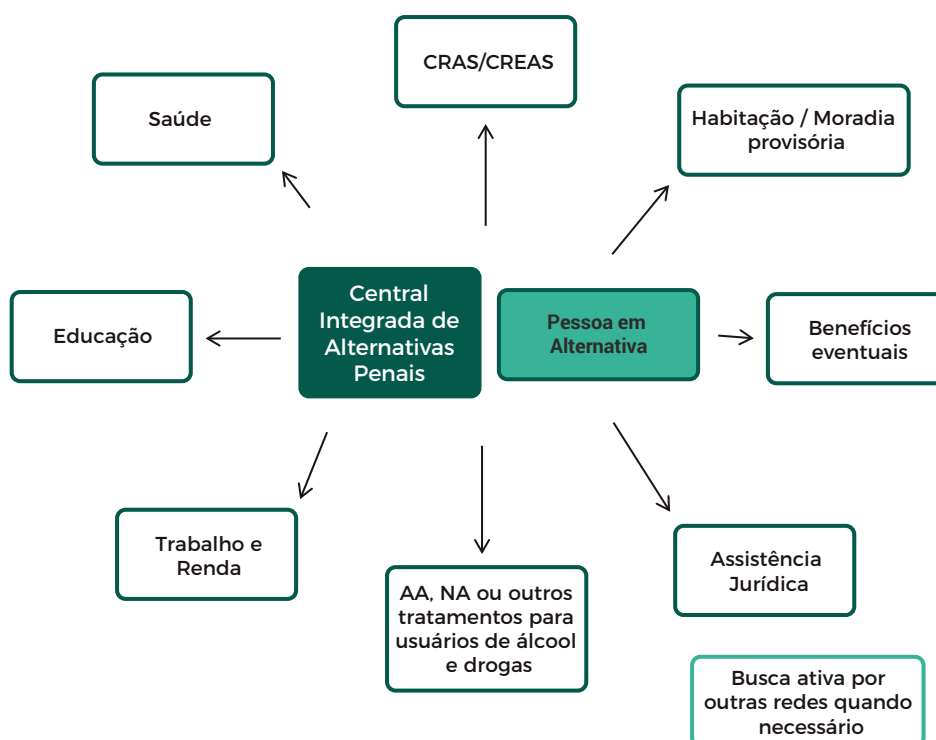 CRAS/CREAS
Saúde
Habitação / Moradia
provisória
Central
Integrada de
Alternativas
Penais
Pessoa em
Alternativa
Educação
Benefícios
eventuais
Trabalho e
Renda
AA, NA ou outros
tratamentos para
usuários de álcool
e drogas
Assistência
Jurídica
Busca ativa por
outras redes quando
necessário